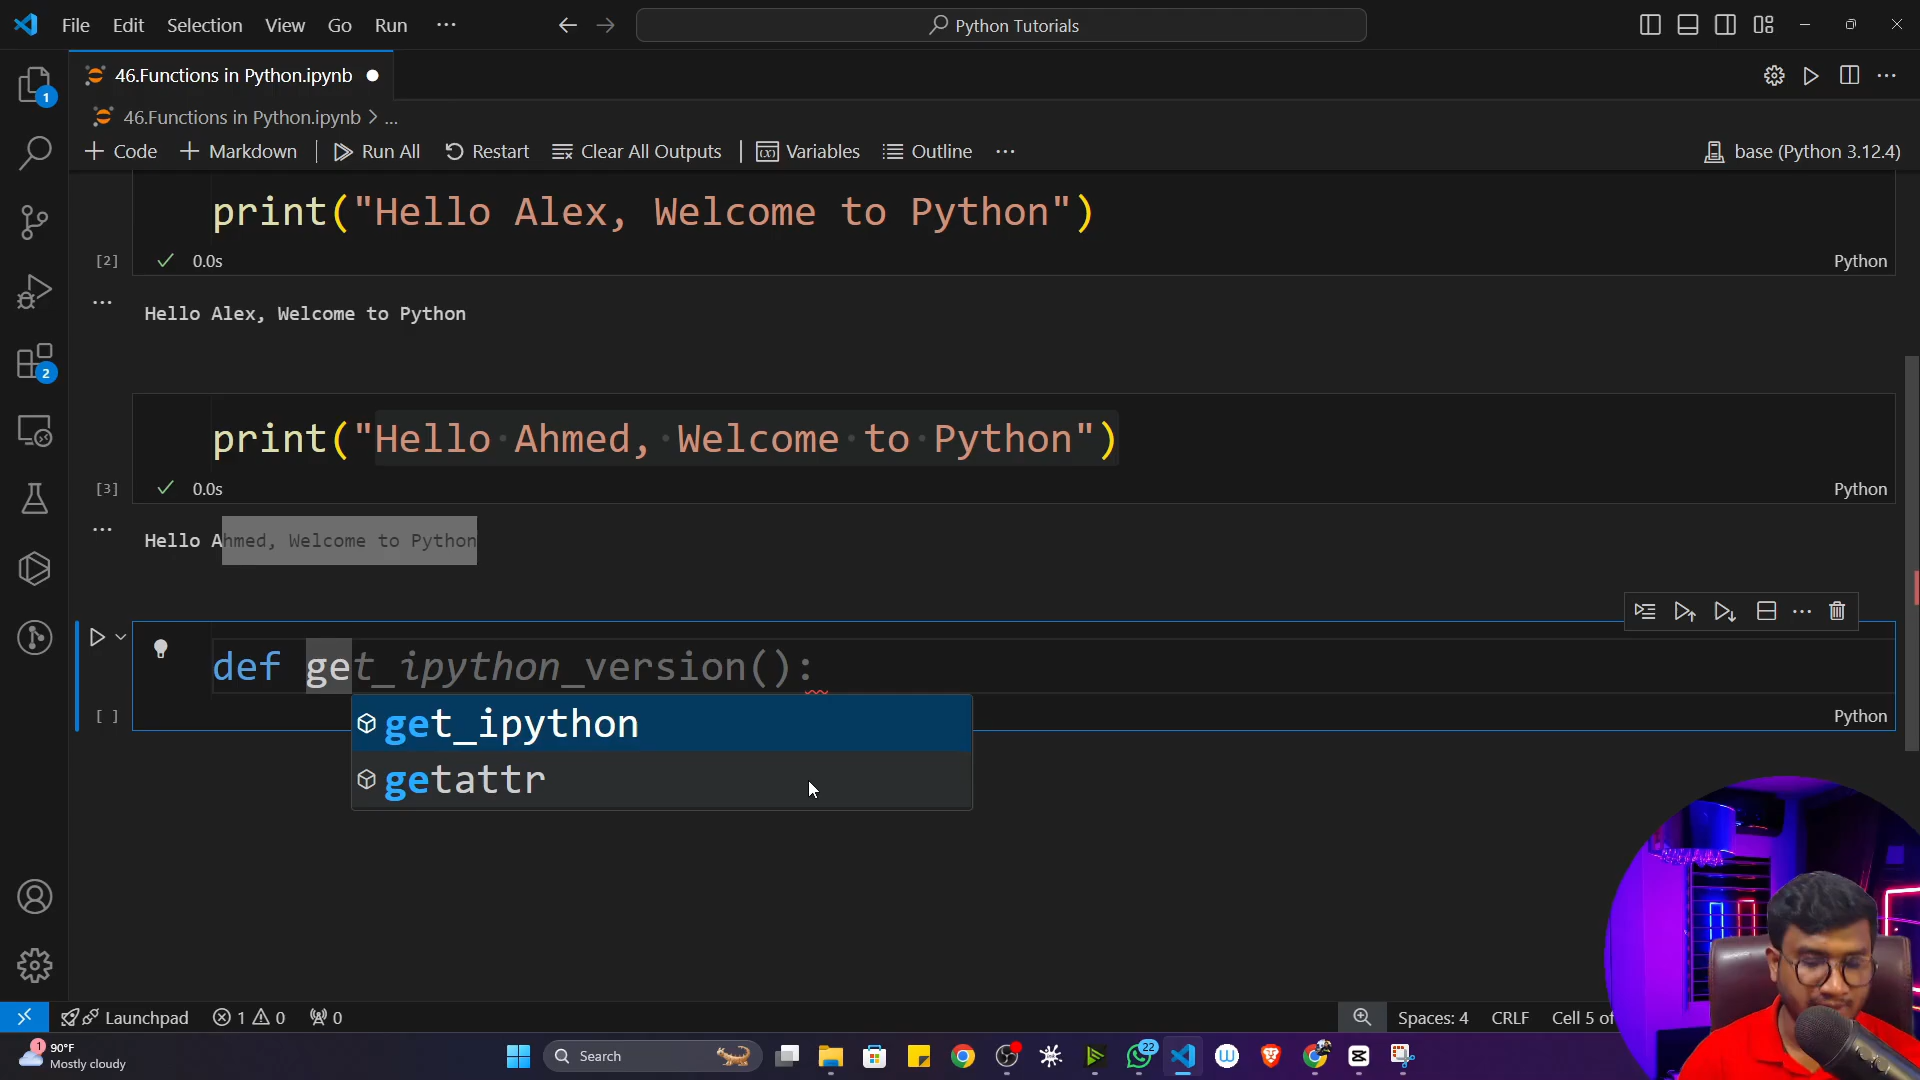 File Edit Selection View Go Run ...
Python Tutorials
46.Functions in Python.ipynb
46.Functions in Python.ipynb > ...
+ Code + Markdown Run All Restart Clear All Outputs Variables Outline ... base (Python 3.12.4)
print("Hello Alex, Welcome to Python")
[2] 0.0s Python
Hello Alex, Welcome to Python
print("Hello Ahmed, Welcome to Python")
[3] 0.0s Python
Hello Ahmed, Welcome to Python
def get_ipython_version():
[ ] Python
get_ipython
getattr
1
2
Launchpad 1 0 0 Spaces: 4 CRLF Cell 5 of
1 90°F
Mostly cloudy
Search
22